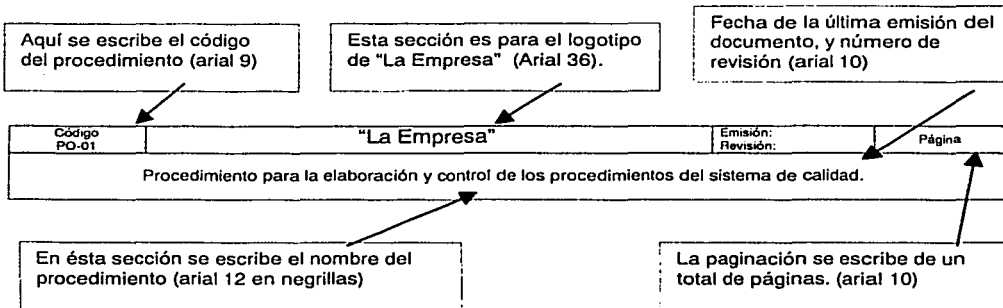 Aquí se escribe el código
del procedimiento (arial 9)
Esta sección es para el logotipo
de “La Empresa” (Arial 36).
Fecha de la última emisión del
documento, y número de
revisión (arial 10)
Código
PO-01
“La Empresa”
Emisión:
Revisión:
Página
Procedimiento para la elaboración y control de los procedimientos del sistema de calidad.
En ésta sección se escribe el nombre del
procedimiento (arial 12 en negrillas)
La paginación se escribe de un
total de páginas. (arial 10)